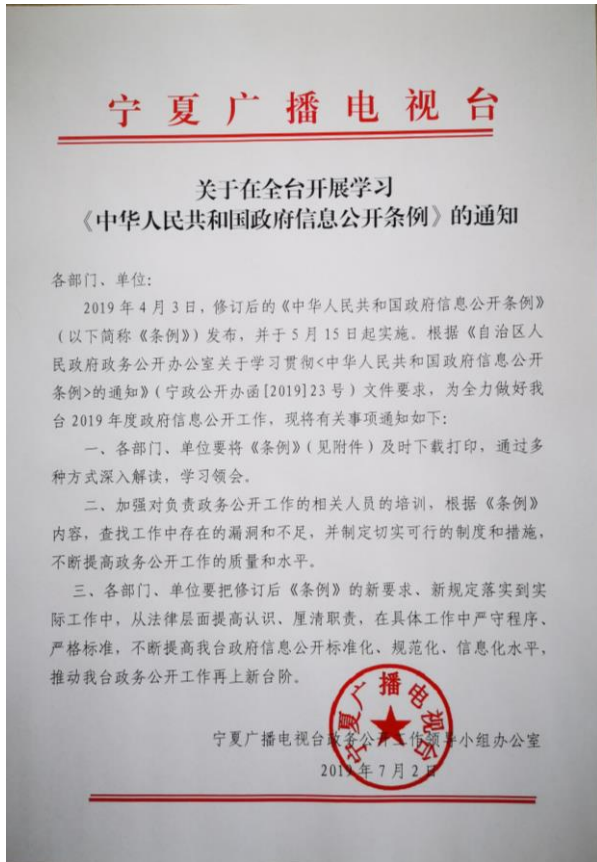 宁夏广播电视台
关于在全台开展学习
《中华人民共和国政府信息公开条例》的通知
各部门、单位:
2019年4月3日,修订后的《中华人民共和国政府信息公开条例》
(以下简称《条例》)发布,并于5月15日起实施。根据《自治区人
民政府政务公开办公室关于学习贯彻<中华人民共和国政府信息公开
条例>的通知》(宁政公开办函[2019]23号)文件要求,为全力做好我
台2019年度政府信息公开工作,现将有关事项通知如下:
一、各部门、单位要将《条例》(见附件)及时下载打印,通过多
种方式深入解读,学习领会。
二、加强对负责政务公开工作的相关人员的培训,根据《条例》
内容,查找工作中存在的漏洞和不足,并制定切实可行的制度和措施,
不断提高政务公开工作的质量和水平。
三、各部门、单位要把修订后《条例》的新要求、新规定落实到实
际工作中,从法律层面提高认识、厘清职责,在具体工作中严守程序、
严格标准,不断提高我台政府信息公开标准化、规范化、信息化水平,
推动我台政务公开工作再上新台阶。
宁夏广播电视台政务公开工作领导小组办公室
2019年7月2日
宁夏广播电视台